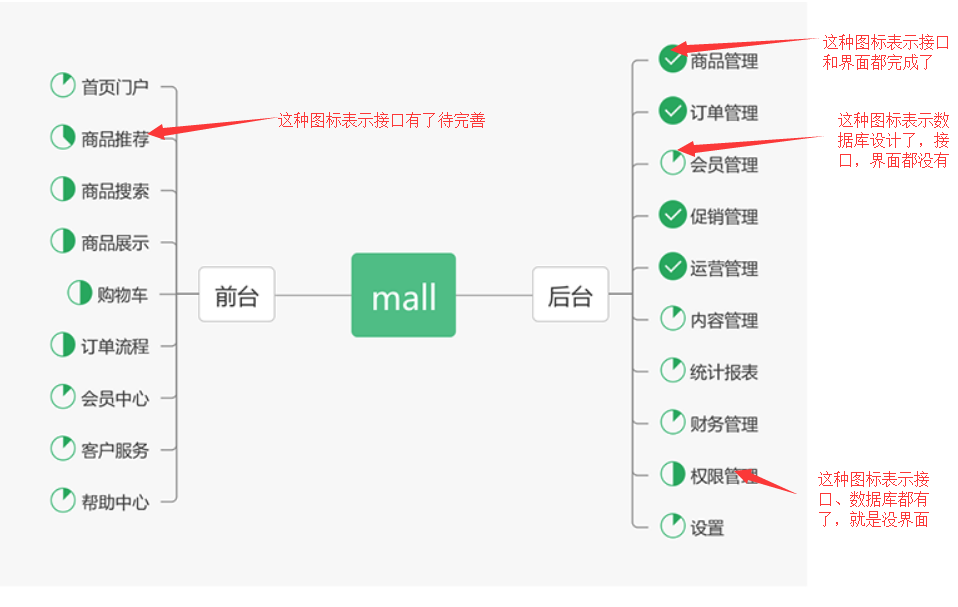 首页门户
商品推荐
商品搜索
商品展示
购物车
订单流程
会员中心
客户服务
帮助中心
这种图标表示接口有了待完善
前台
mall
后台
商品管理
订单管理
会员管理
促销管理
运营管理
内容管理
统计报表
财务管理
权限管理
设置
这种图标表示接口
和界面都完成了
这种图标表示数
据库设计了，接
口，界面都没有
这种图标表示接
口、数据库都有
了，就是没界面